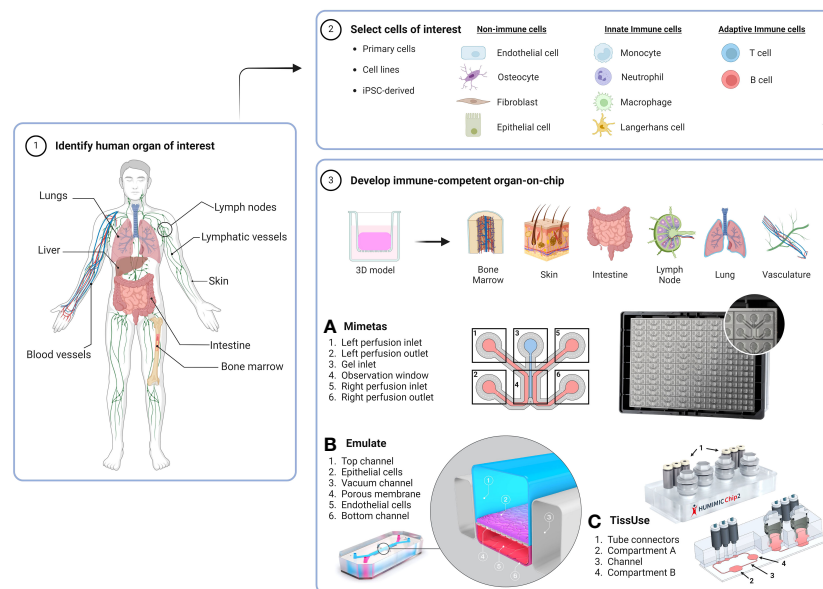 1 Identify human organ of interest
Lungs
Liver
Blood vessels
Lymph nodes
Lymphatic vessels
Skin
Intestine
Bone marrow
2 Select cells of interest
• Primary cells
• Cell lines
• iPSC-derived
Non-immune cells
Endothelial cell
Osteocyte
Fibroblast
Epithelial cell
Innate Immune cells
Monocyte
Neutrophil
Macrophage
Langerhans cell
Adaptive Immune cells
T cell
B cell
3 Develop immune-competent organ-on-chip
3D model
Bone
Marrow
Skin
Intestine
Lymph
Node
Lung
Vasculature
A Mimetas
1. Left perfusion inlet
2. Left perfusion outlet
3. Gel inlet
4. Observation window
5. Right perfusion inlet
6. Right perfusion outlet
1
3
5
2
4
6
B Emulate
1. Top channel
2. Epithelial cells
3. Vacuum channel
4. Porous membrane
5. Endothelial cells
6. Bottom channel
1
2
3
4
5
6
1
HUMIMIC Chip2
C TissUse
1. Tube connectors
2. Compartment A
3. Channel
4. Compartment B
4
3
2